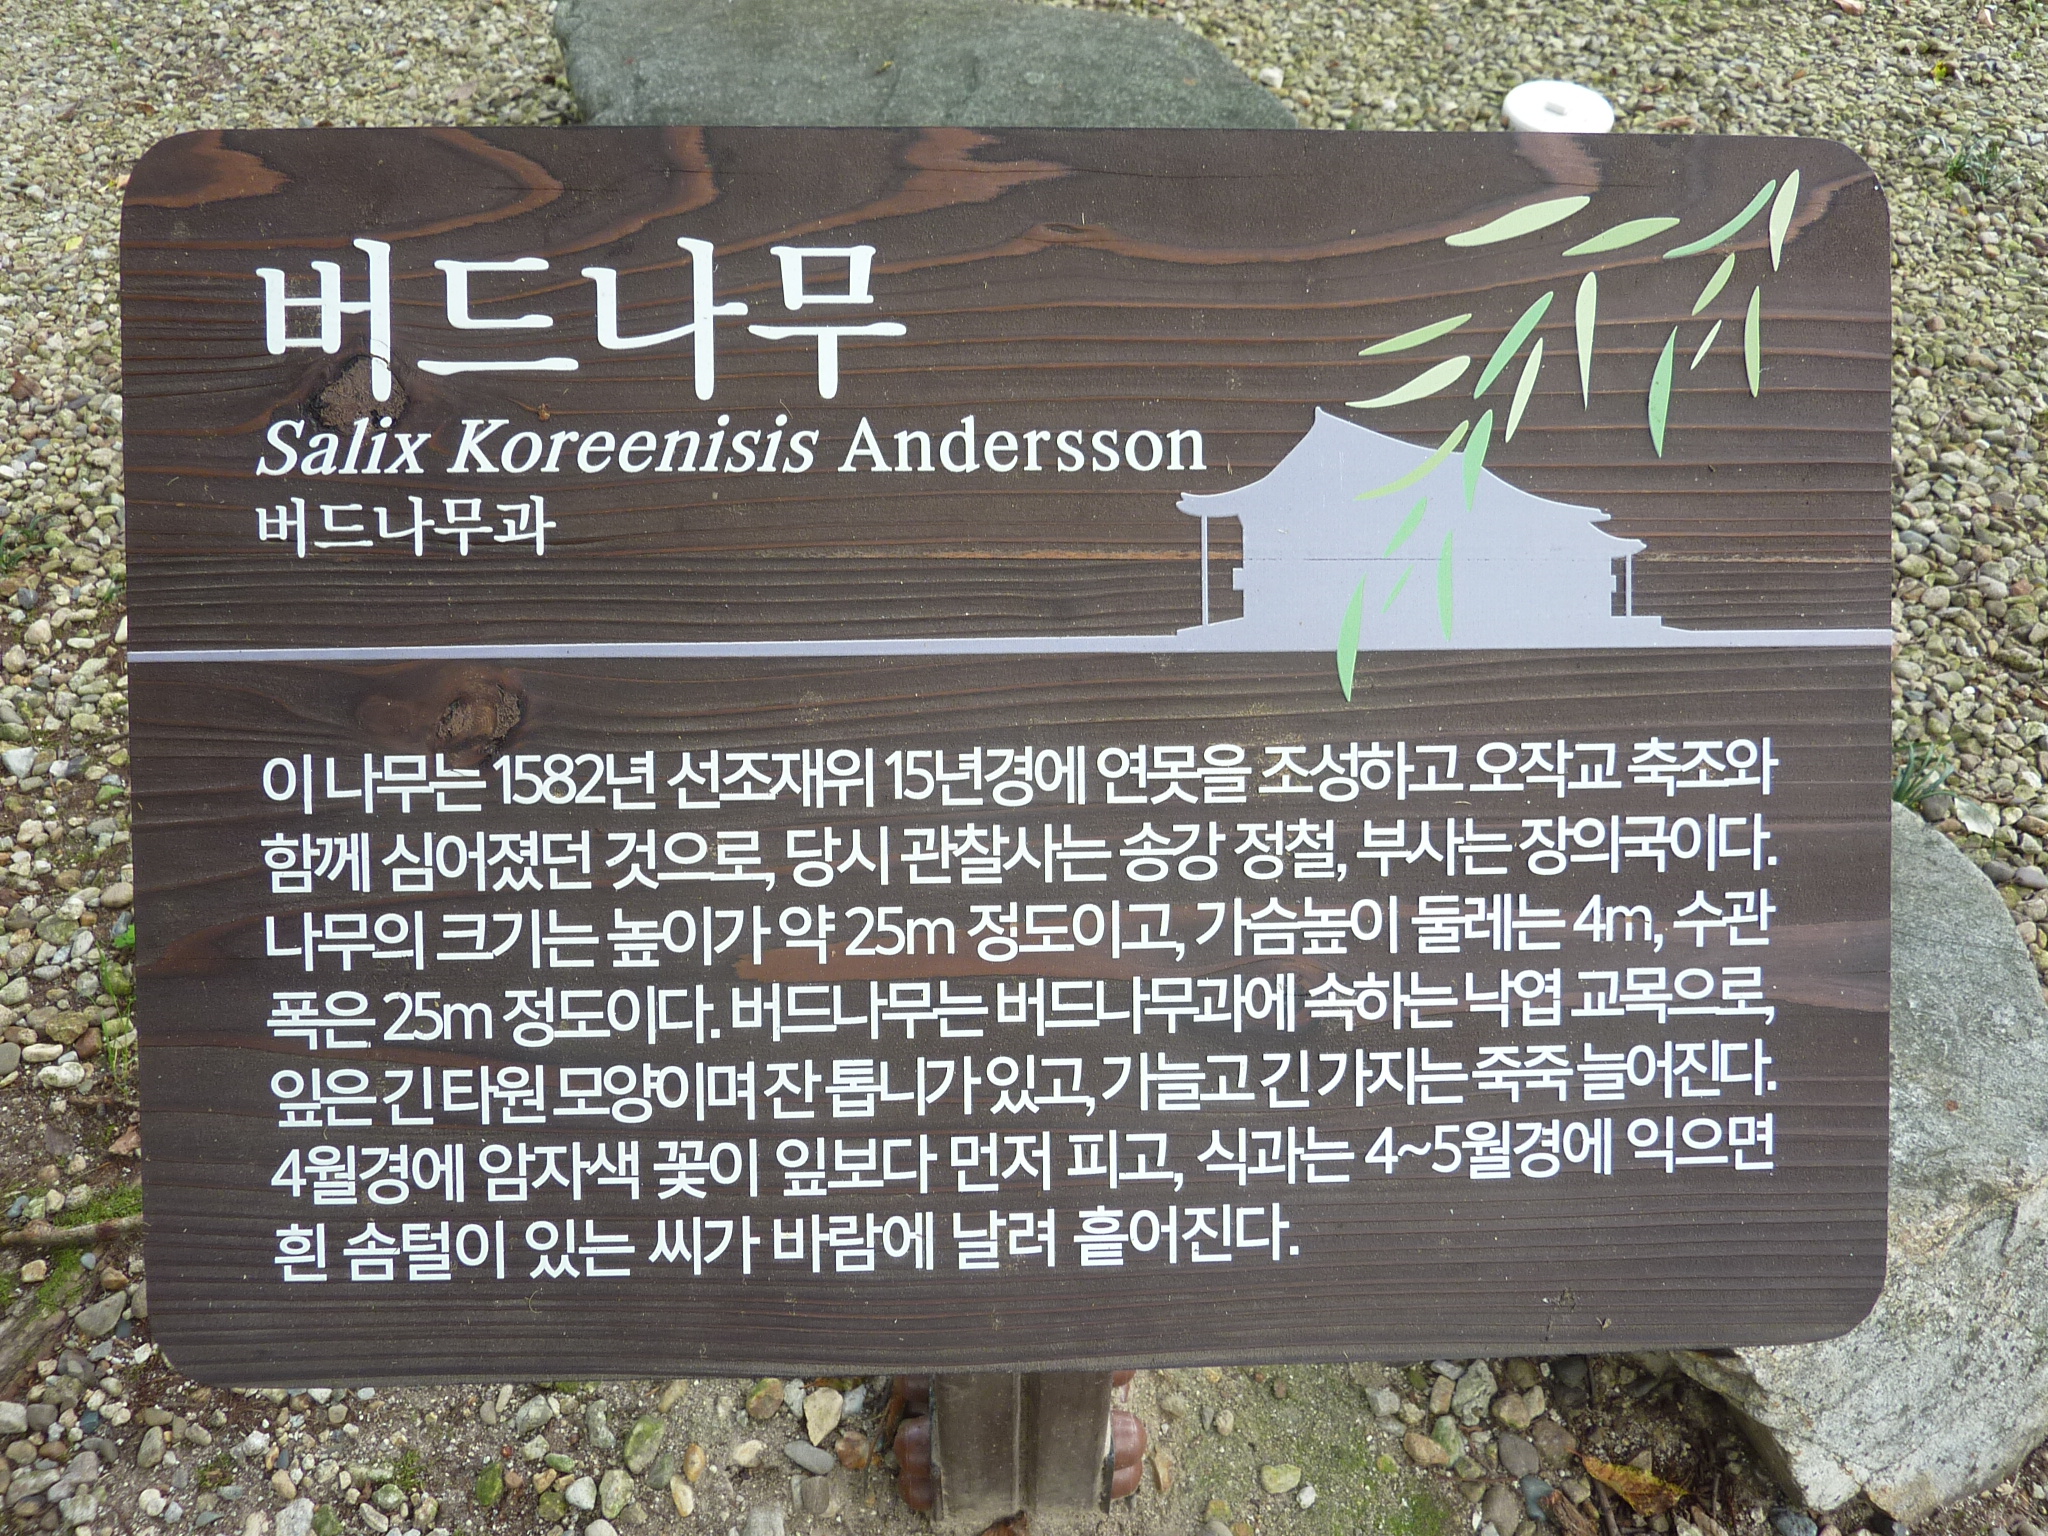 버드나무
Salix Koreenisis Andersson
버드나무과
이 나무는 1582년 선조재위 15년경에 연못을 조성하고 오작교 축조와
함께 심어졌던 것으로, 당시 관찰사는 송강 정철, 부사는 장의국이다.
나무의 크기는 높이가 약 25m 정도이고, 가슴높이 둘레는 4m, 수관
폭은 25m 정도이다. 버드나무는 버드나무과에 속하는 낙엽 교목으로,
잎은 긴 타원 모양이며 잔 톱니가 있고, 가늘고 긴 가지는 죽죽 늘어진다.
4월경에 암자색 꽃이 잎보다 먼저 피고, 식과는 4~5월경에 익으면
흰 솜털이 있는 씨가 바람에 날려 흩어진다.